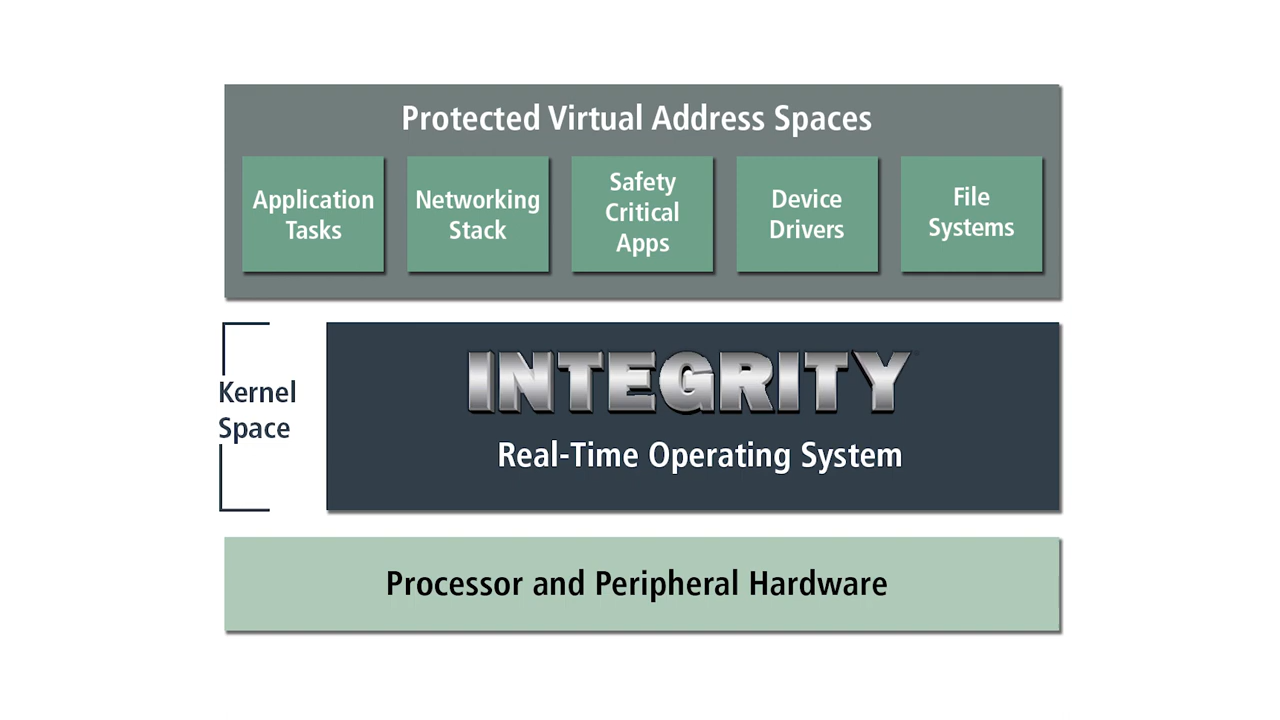 Protected Virtual Address Spaces
Application
Tasks
Networking
Stack
Safety
Critical
Apps
Device
Drivers
File
Systems
Kernel
Space
INTEGRITY
Real-Time Operating System
Processor and Peripheral Hardware